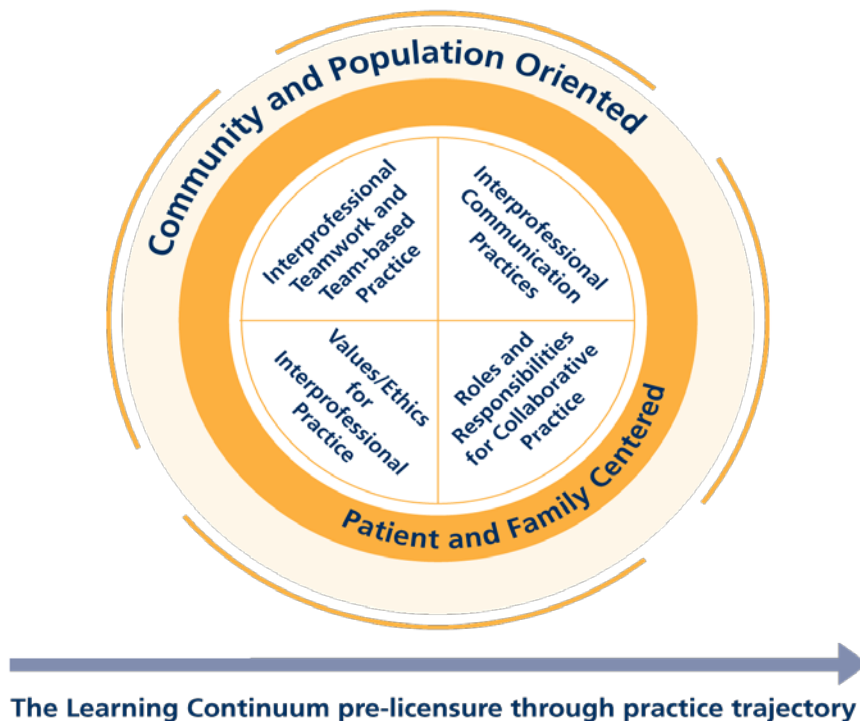 Community and Population Oriented
Interprofessional
Teamwork and
Team-based
Practice
Interprofessional
Communication
Practices
Values/Ethics
for
Interprofessional
Practice
Roles and
Responsibilities
for Collaborative
Practice
Patient and Family Centered
The Learning Continuum pre-licensure through practice trajectory